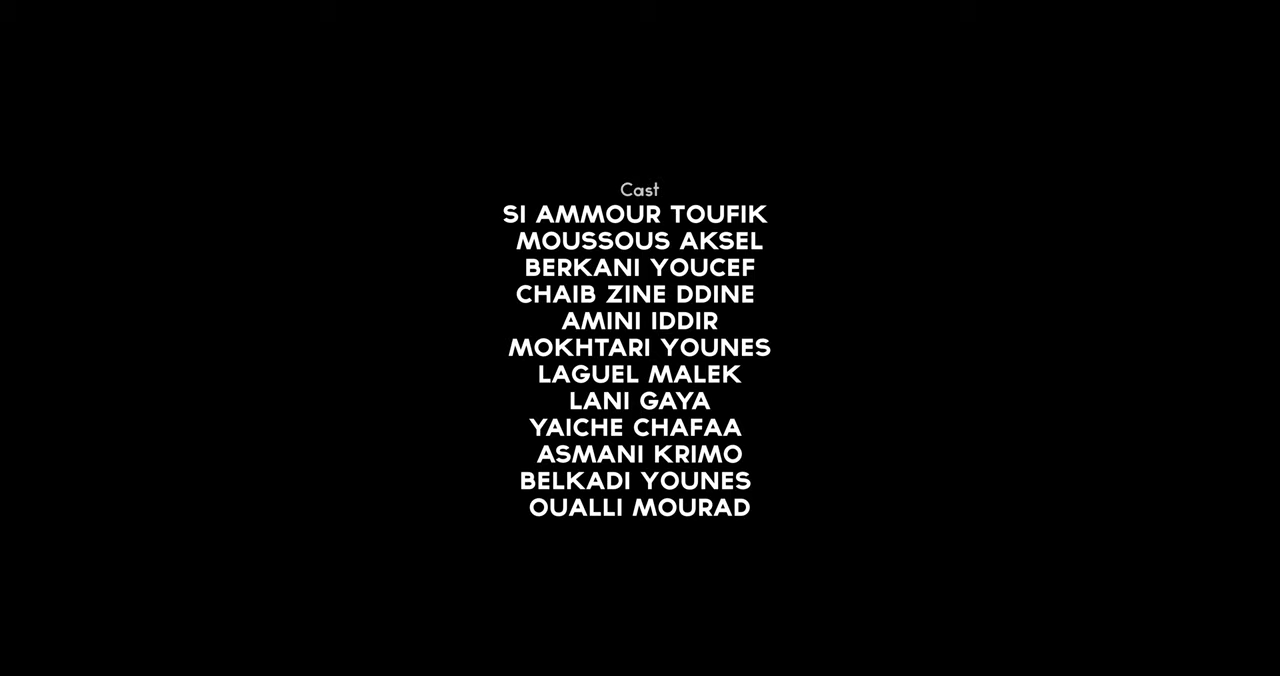 Cast
SI AMMOUR TOUFIK
MOUSSOUS AKSEL
BERKANI YOUCEF
CHAIB ZINE DDINE
AMINI IDDIR
MOKHTARI YOUNES
LAGUEL MALEK
LANI GAYA
YAICHE CHAFAA
ASMANI KRIMO
BELKADI YOUNES
OUALLI MOURAD